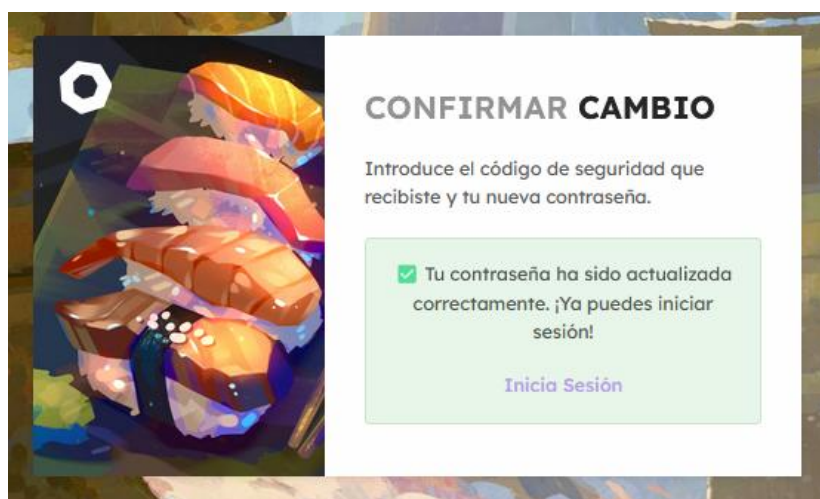 CONFIRMAR CAMBIO
Introduce el código de seguridad que
recibiste y tu nueva contraseña.
✅ Tu contraseña ha sido actualizada
correctamente. ¡Ya puedes iniciar
sesión!
Inicia Sesión